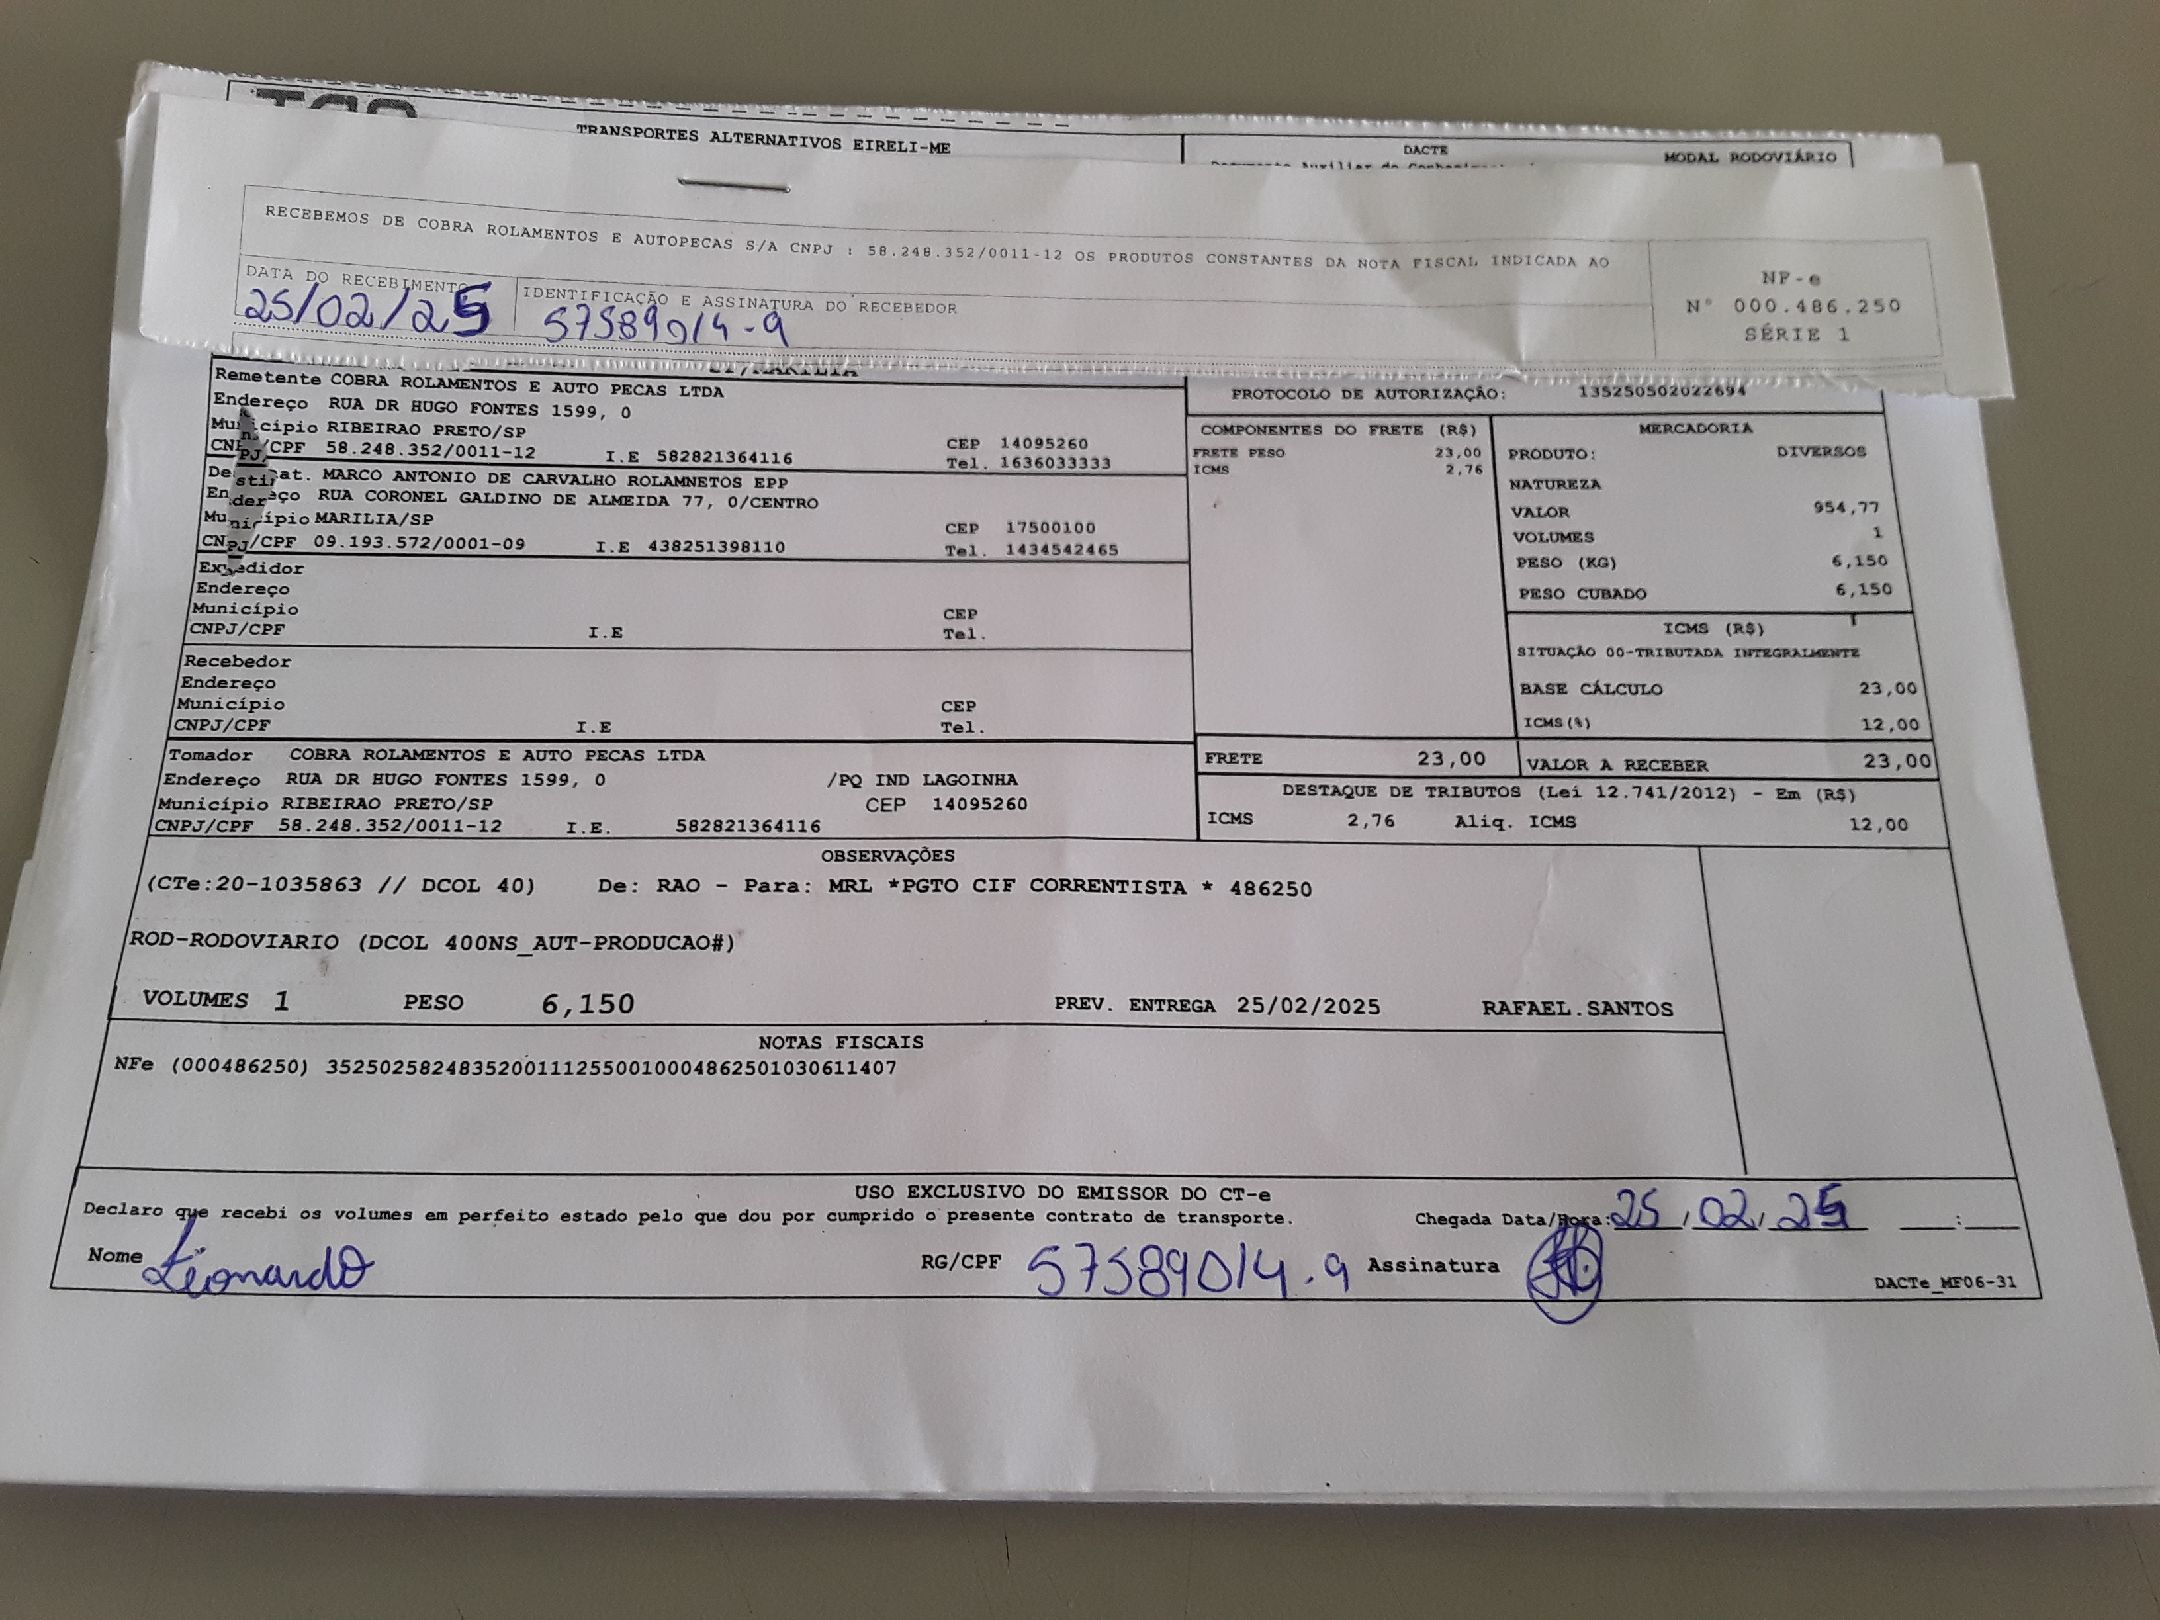 TRANSPORTES ALTERNATIVOS EIRELI-ME
DACTE
MODAL RODOVIÁRIO
RECEBEMOS DE COBRA ROLAMENTOS E AUTOPECAS S/A CNPJ : 58.248.352/0011-12 OS PRODUTOS CONSTANTES DA NOTA FISCAL INDICADA AO
DATA DO RECEBIMENTO
25/02/25
IDENTIFICAÇÃO E ASSINATURA DO RECEBEDOR
57589014-9
NF-e
N° 000.486.250
SÉRIE 1
Remetente COBRA ROLAMENTOS E AUTO PECAS LTDA
Endereço RUA DR HUGO FONTES 1599, 0
Município RIBEIRAO PRETO/SP CEP 14095260
CNPJ/CPF 58.248.352/0011-12 I.E 582821364116 Tel. 1636033333
Destinat. MARCO ANTONIO DE CARVALHO ROLAMNETOS EPP
Endereço RUA CORONEL GALDINO DE ALMEIDA 77, 0/CENTRO
Município MARILIA/SP CEP 17500100
CNPJ/CPF 09.193.572/0001-09 I.E 438251398110 Tel. 1434542465
Expedidor
Endereço
Município CEP
CNPJ/CPF I.E Tel.
Recebedor
Endereço
Município CEP
CNPJ/CPF I.E Tel.
Tomador COBRA ROLAMENTOS E AUTO PECAS LTDA
Endereço RUA DR HUGO FONTES 1599, 0 /PQ IND LAGOINHA
Município RIBEIRAO PRETO/SP CEP 14095260
CNPJ/CPF 58.248.352/0011-12 I.E. 582821364116
PROTOCOLO DE AUTORIZAÇÃO: 135250502022694
COMPONENTES DO FRETE (R$)
FRETE PESO 23,00
ICMS 2,76
MERCADORIA
PRODUTO: DIVERSOS
NATUREZA
VALOR 954,77
VOLUMES 1
PESO (KG) 6,150
PESO CUBADO 6,150
ICMS (R$)
SITUAÇÃO 00-TRIBUTADA INTEGRALMENTE
BASE CÁLCULO 23,00
ICMS(%) 12,00
FRETE 23,00 VALOR A RECEBER 23,00
DESTAQUE DE TRIBUTOS (Lei 12.741/2012) - Em (R$)
ICMS 2,76 Aliq. ICMS 12,00
OBSERVAÇÕES
(CTe:20-1035863 // DCOL 40) De: RAO - Para: MRL *PGTO CIF CORRENTISTA * 486250
ROD-RODOVIARIO (DCOL 400NS_AUT-PRODUCAO#)
VOLUMES 1 PESO 6,150 PREV. ENTREGA 25/02/2025 RAFAEL.SANTOS
NOTAS FISCAIS
NFe (000486250) 35250258248352001112550010004862501030611407
USO EXCLUSIVO DO EMISSOR DO CT-e
Declaro que recebi os volumes em perfeito estado pelo que dou por cumprido o presente contrato de transporte. Chegada Data/Hora: 25/02/25 __:__
Nome Leonardo RG/CPF 57589014-9 Assinatura
DACTe_MF06-31